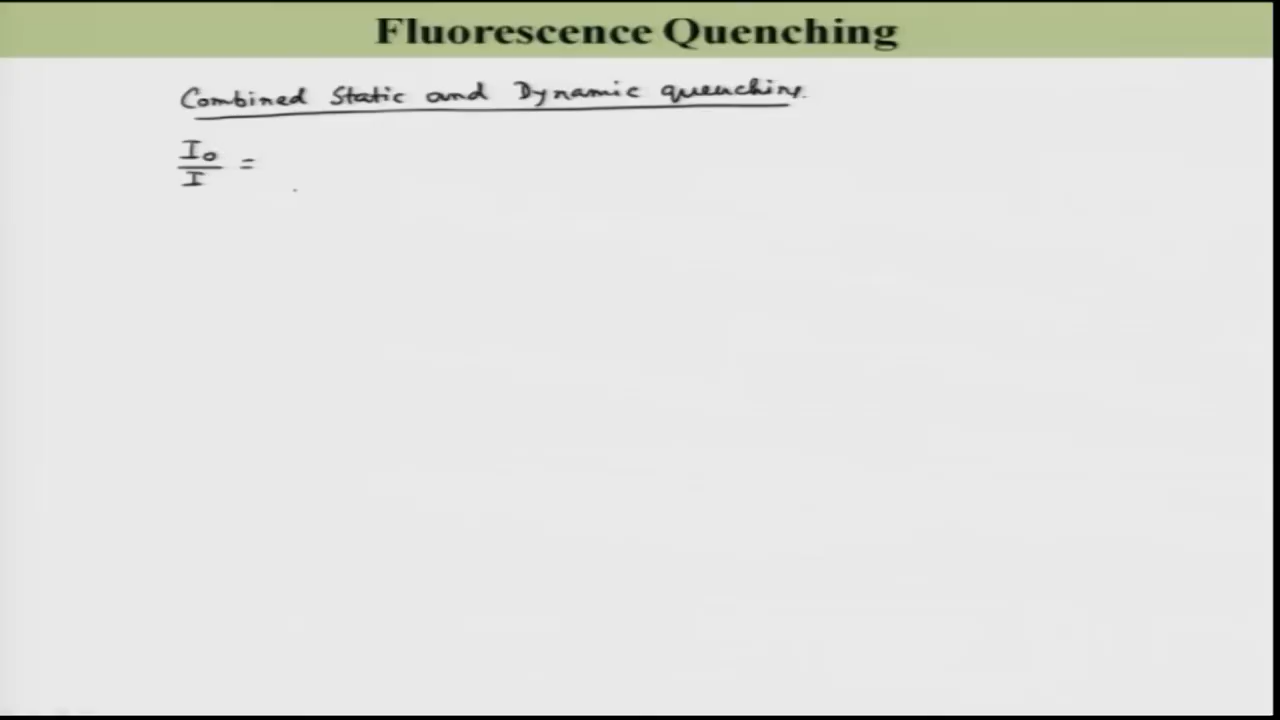 Fluorescence Quenching
Combined Static and Dynamic quenching.
I₀/I =